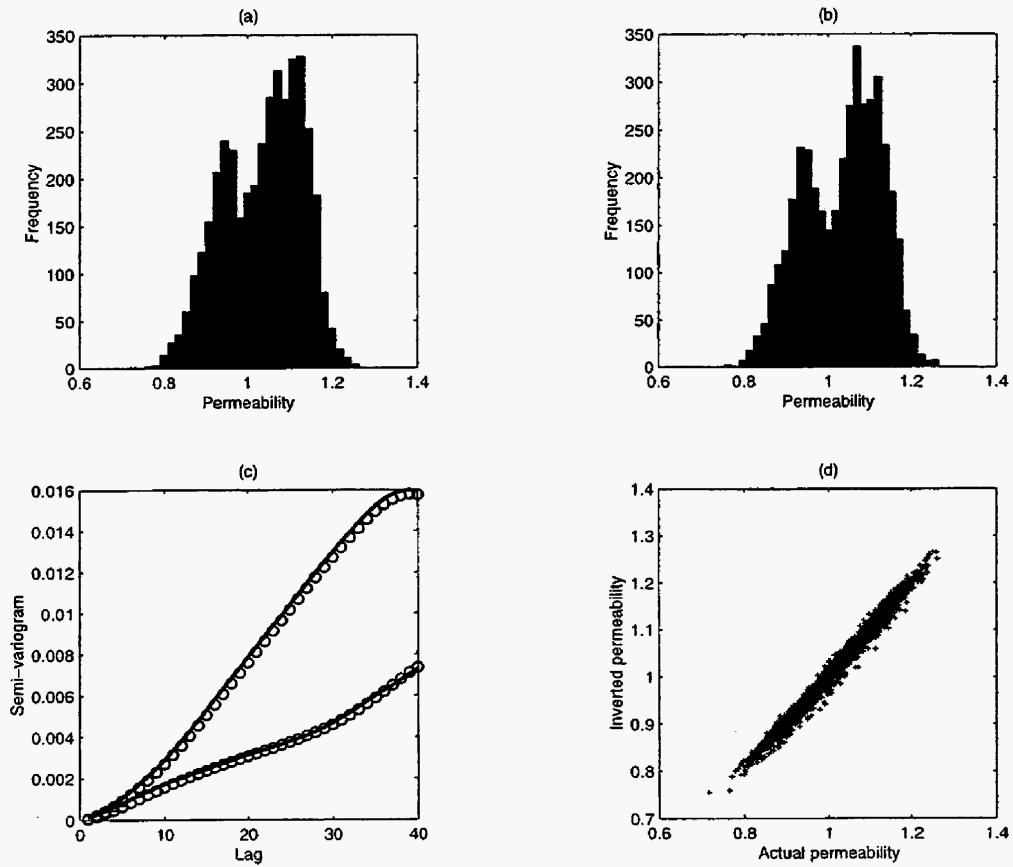 (a)
350
300
250
200
150
100
50
0
Frequency
0.6 0.8 1 1.2 1.4
Permeability
(b)
350
300
250
200
150
100
50
0
Frequency
0.6 0.8 1 1.2 1.4
Permeability
(c)
0.016
0.014
0.012
0.01
0.008
0.006
0.004
0.002
0
Semi-variogram
0 10 20 30 40
Lag
(d)
1.4
1.3
1.2
1.1
1
0.9
0.8
0.7
Inverted permeability
0.6 0.8 1 1.2 1.4
Actual permeability